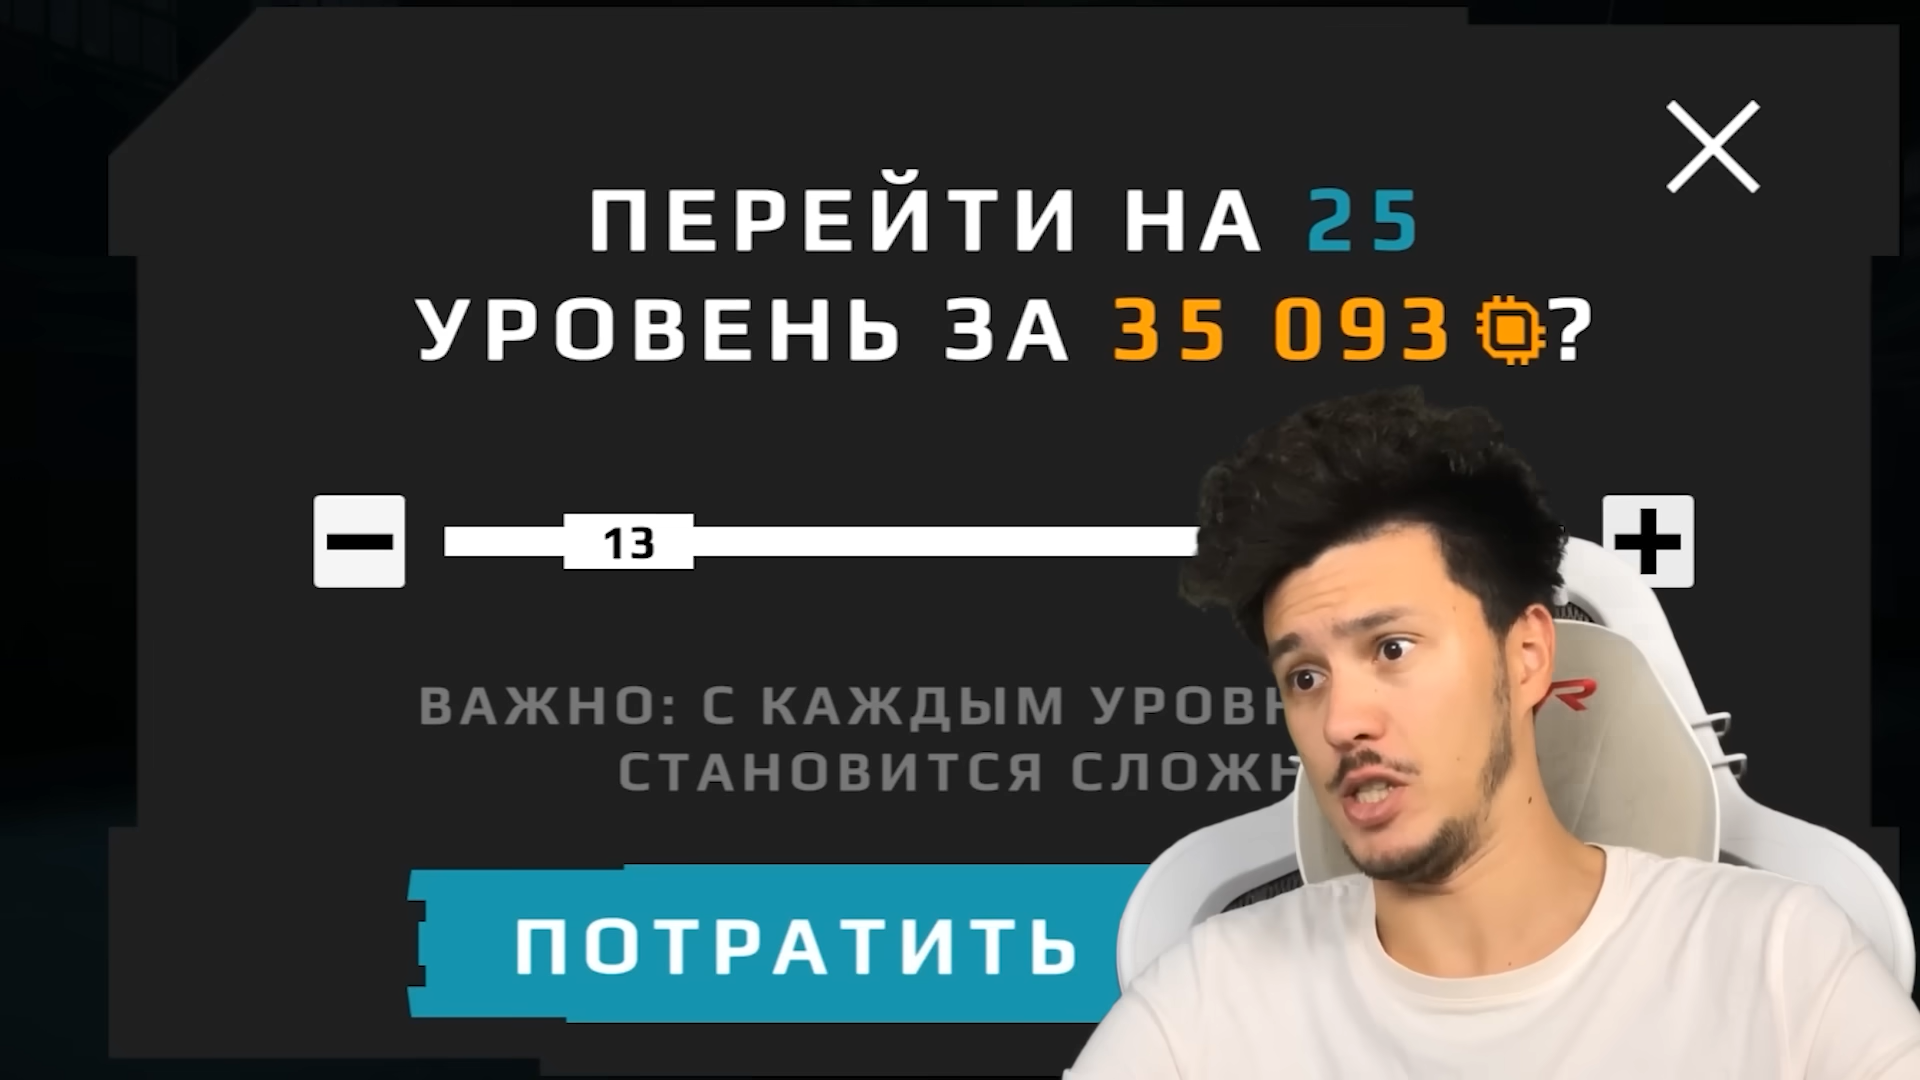 ПЕРЕЙТИ НА 25
УРОВЕНЬ ЗА 35 093 ?
13
ВАЖНО: С КАЖДЫМ
СТАНОВИТСЯ
ПОТРАТИТЬ